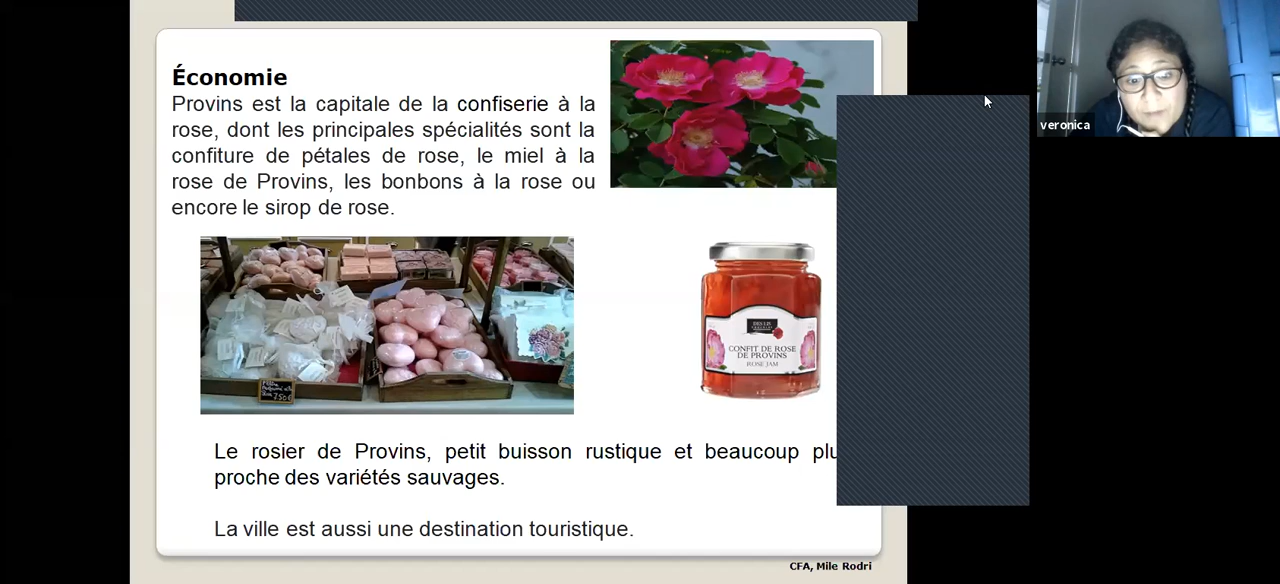 Économie
Provins est la capitale de la confiserie à la
rose, dont les principales spécialités sont la
confiture de pétales de rose, le miel à la
rose de Provins, les bonbons à la rose ou
encore le sirop de rose.
veronica
CONFIT DE ROSE
DE PROVINS
ROSE JAM
Le rosier de Provins, petit buisson rustique et beaucoup
proche des variétés sauvages.
La ville est aussi une destination touristique.
CFA, Mile Rodri